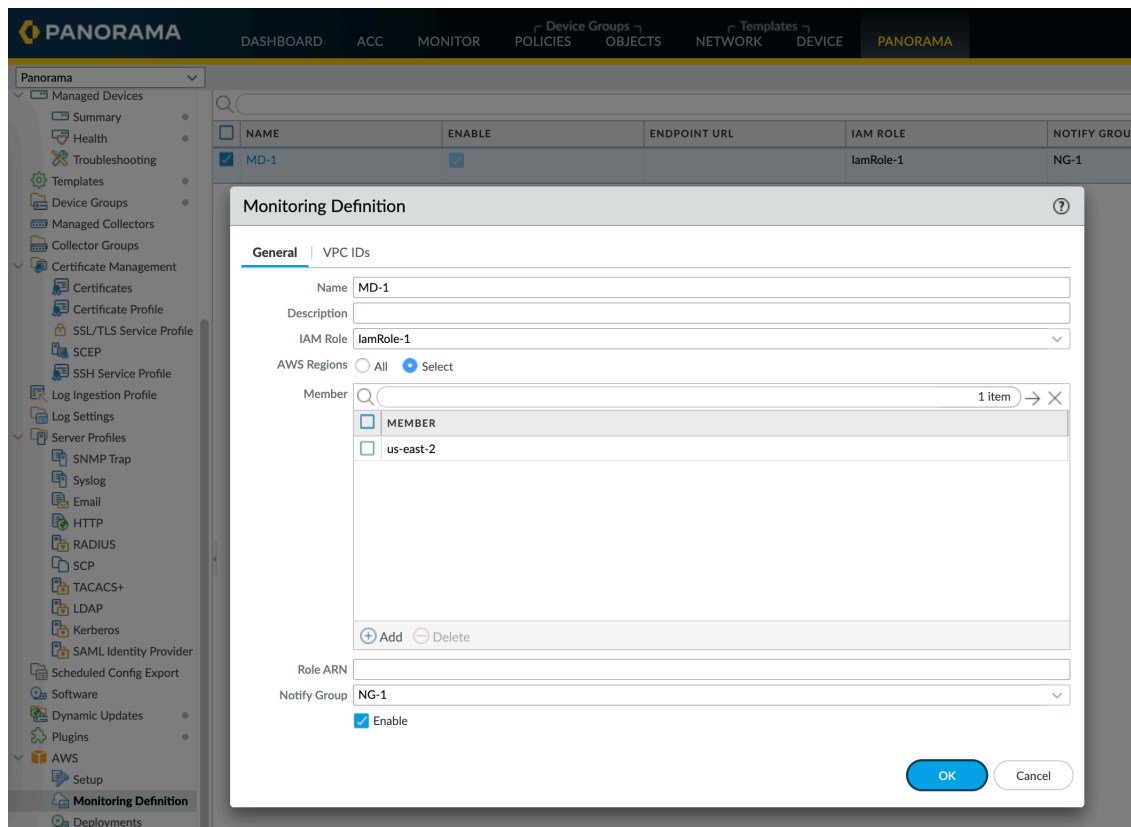 PANORAMA
Device Groups
Templates
DASHBOARD ACC MONITOR POLICIES OBJECTS NETWORK DEVICE PANORAMA
Panorama
Managed Devices
Summary
Health
Troubleshooting
Templates
Device Groups
Managed Collectors
Collector Groups
Certificate Management
Certificates
Certificate Profile
SSL/TLS Service Profile
SCEP
SSH Service Profile
Log Ingestion Profile
Log Settings
Server Profiles
SNMP Trap
Syslog
Email
HTTP
RADIUS
SCP
TACACS+
LDAP
Kerberos
SAML Identity Provider
Scheduled Config Export
Software
Dynamic Updates
Plugins
AWS
Setup
Monitoring Definition
Deployments
NAME ENABLE ENDPOINT URL IAM ROLE NOTIFY GROU
MD-1 IamRole-1 NG-1
Monitoring Definition
General VPC IDs
Name MD-1
Description
IAM Role IamRole-1
AWS Regions All Select
Member 1 item
MEMBER
us-east-2
Add Delete
Role ARN
Notify Group NG-1
Enable
OK Cancel